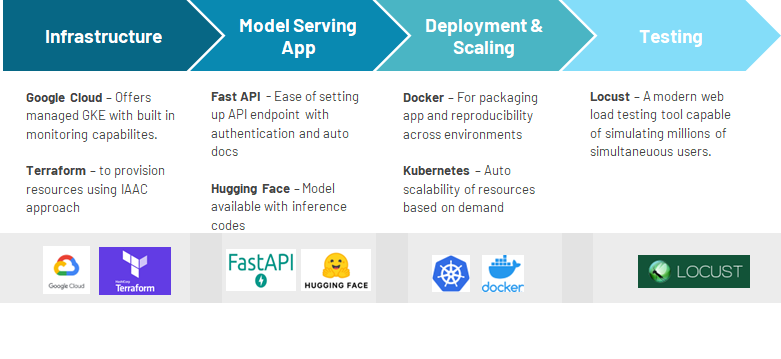 Infrastructure
Model Serving
App
Deployment &
Scaling
Testing
Google Cloud – Offers
managed GKE with built in
monitoring capabilites.
Terraform – to provision
resources using IAAC
approach
Fast API - Ease of setting
up API endpoint with
authentication and auto
docs
Hugging Face – Model
available with inference
codes
Docker – For packaging
app and reproducibility
across environments
Kubernetes – Auto
scalability of resources
based on demand
Locust – A modern web
load testing tool capable
of simulating millions of
simultaneuous users.
Google Cloud
HashiCorp
Terraform
FastAPI
HUGGING FACE
docker
LOCUST